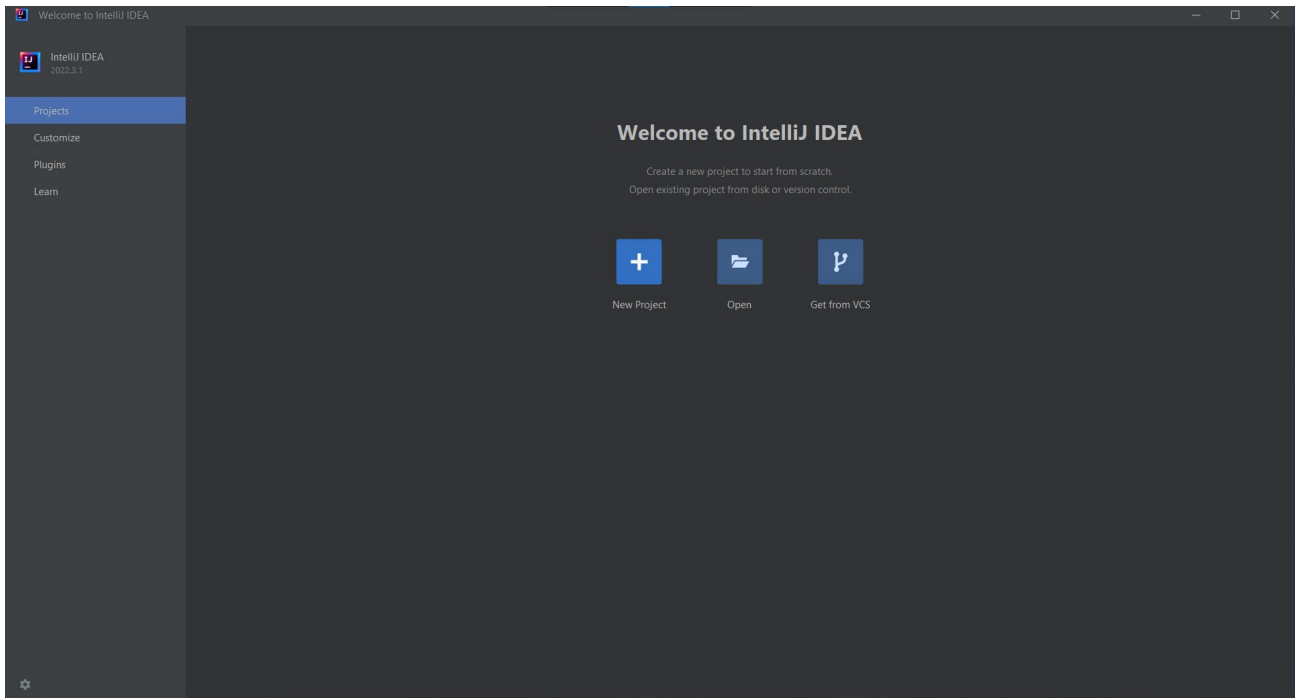 Welcome to IntelliJ IDEA
IntelliJ IDEA
2022.3.1
Projects
Customize
Plugins
Learn
Welcome to IntelliJ IDEA
Create a new project to start from scratch.
Open existing project from disk or version control.
New Project
Open
Get from VCS